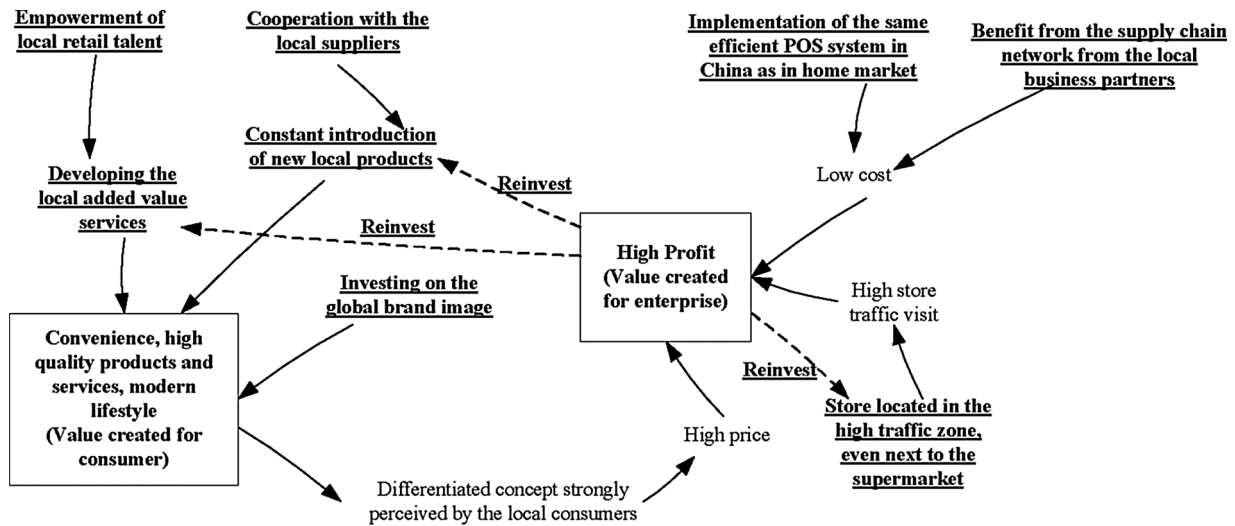 Empowerment of
local retail talent
Cooperation with the
local suppliers
Implementation of the same
efficient POS system in
China as in home market
Benefit from the supply chain
network from the local
business partners
Constant introduction
of new local products
Developing the
local added value
services
Low cost
Reinvest
Reinvest
High Profit
(Value created
for enterprise)
Investing on the
global brand image
High store
traffic visit
Convenience, high
quality products and
services, modern
lifestyle
(Value created for
consumer)
Reinvest
Store located in the
high traffic zone,
even next to the
supermarket
High price
Differentiated concept strongly
perceived by the local consumers